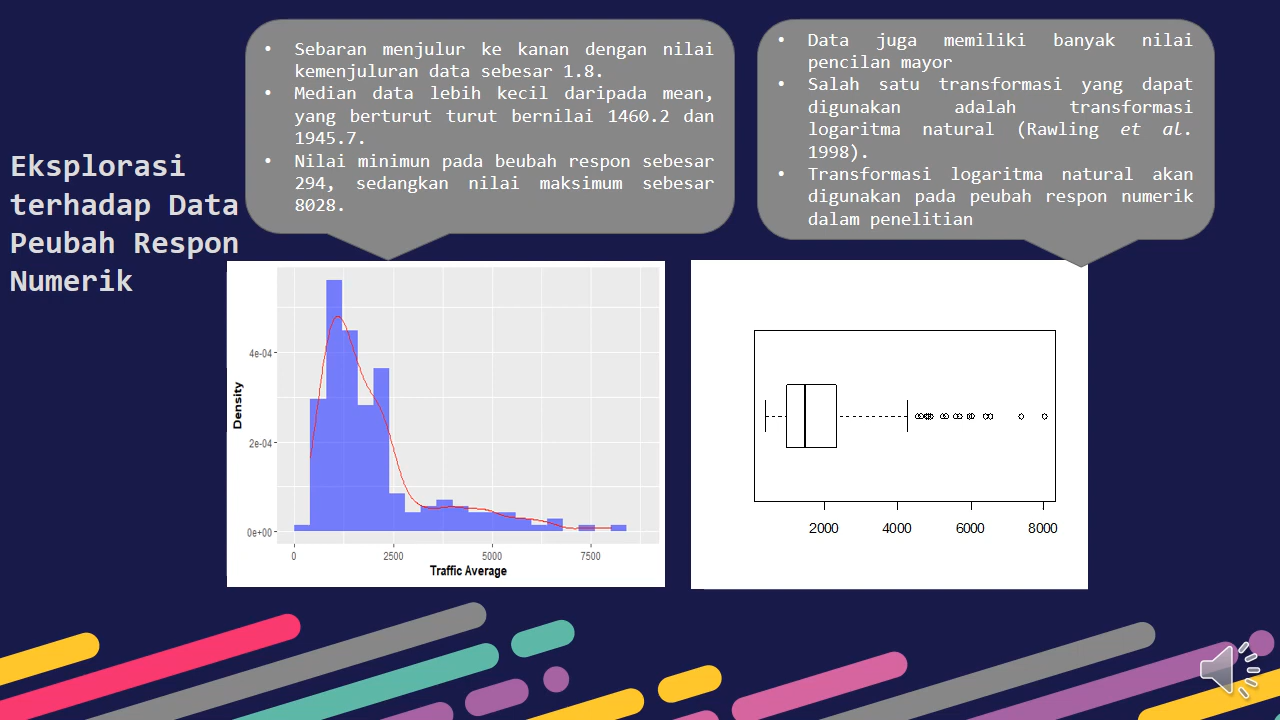 Eksplorasi
terhadap Data
Peubah Respon
Numerik
• Sebaran menjulur ke kanan dengan nilai
kemenjuluran data sebesar 1.8.
• Median data lebih kecil daripada mean,
yang berturut turut bernilai 1460.2 dan
1945.7.
• Nilai minimun pada beubah respon sebesar
294, sedangkan nilai maksimum sebesar
8028.
• Data juga memiliki banyak nilai
pencilan mayor
• Salah satu transformasi yang dapat
digunakan adalah transformasi
logaritma natural (Rawling et al.
1998).
• Transformasi logaritma natural akan
digunakan pada peubah respon numerik
dalam penelitian
Density
4e-04
2e-04
0e+00
0 2500 5000 7500
Traffic Average
2000 4000 6000 8000